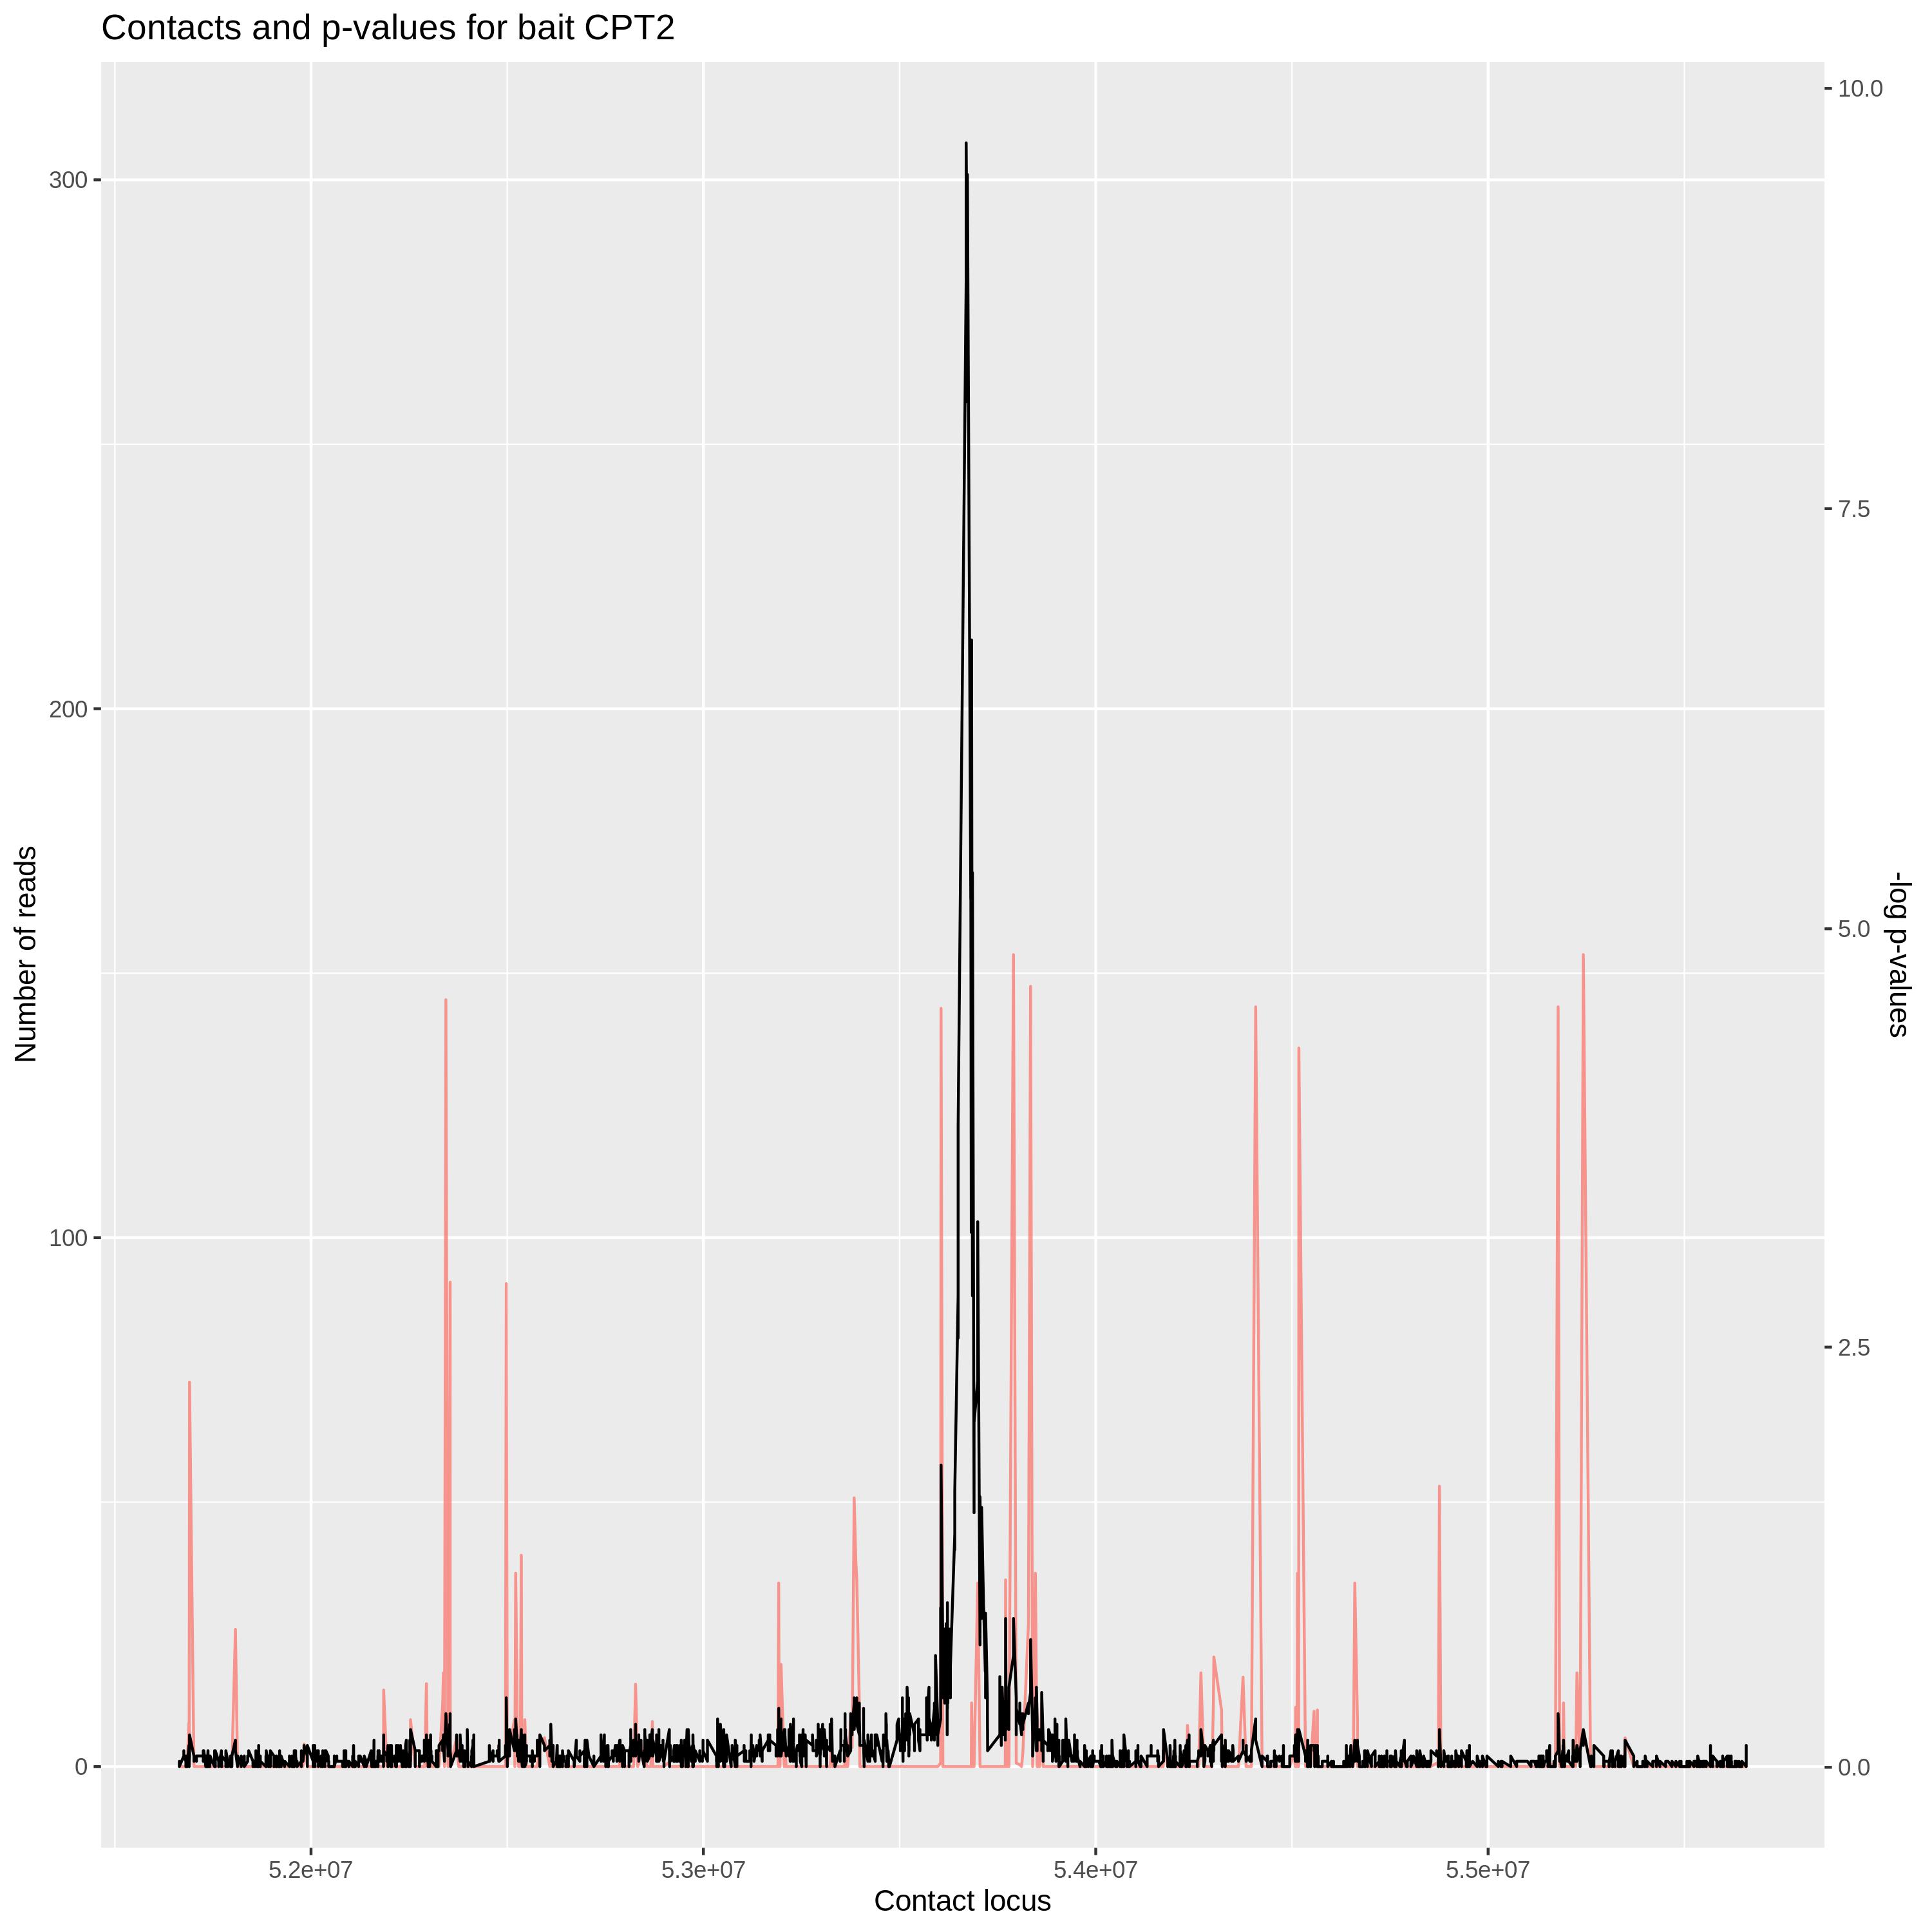 Contacts and p-values for bait CPT2
300
200
100
0
Number of reads
10.0
7.5
5.0
2.5
0.0
-log p-values
5.2e+07 5.3e+07 5.4e+07 5.5e+07
Contact locus